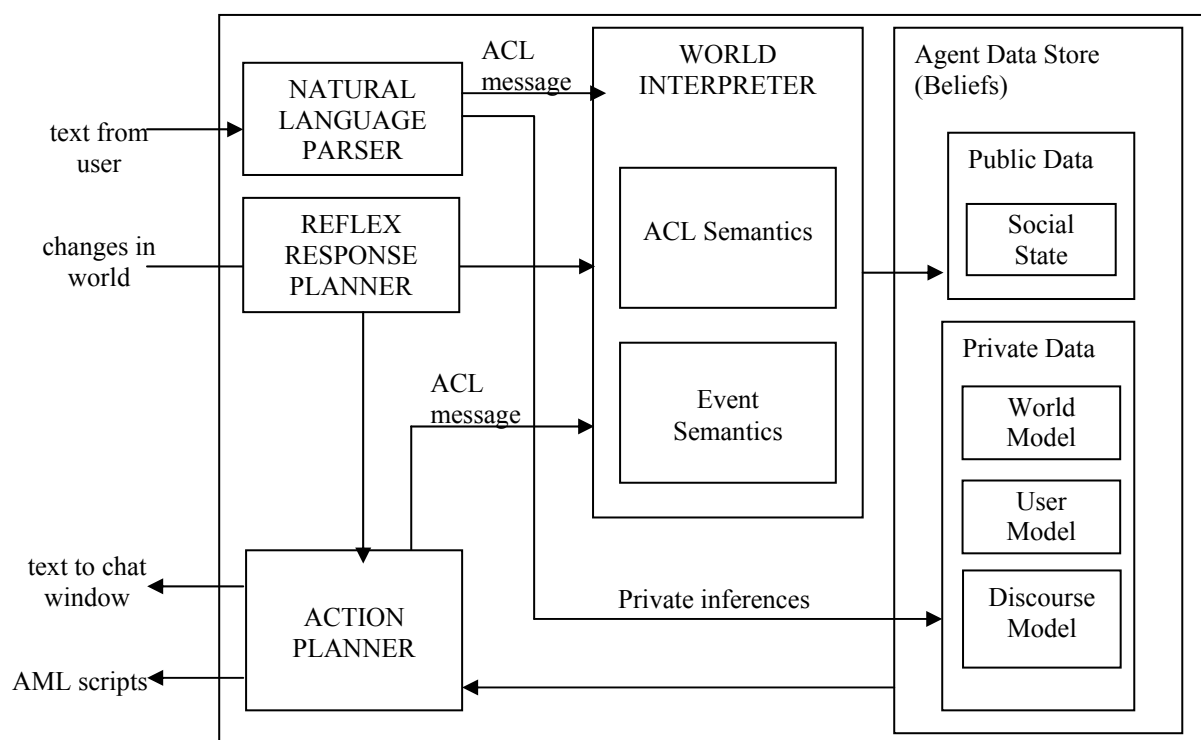 text from
user
changes in
world
text to chat
window
AML scripts
NATURAL
LANGUAGE
PARSER
REFLEX
RESPONSE
PLANNER
ACTION
PLANNER
ACL
message
ACL
message
Private inferences
WORLD
INTERPRETER
ACL Semantics
Event
Semantics
Agent Data Store
(Beliefs)
Public Data
Social
State
Private Data
World
Model
User
Model
Discourse
Model